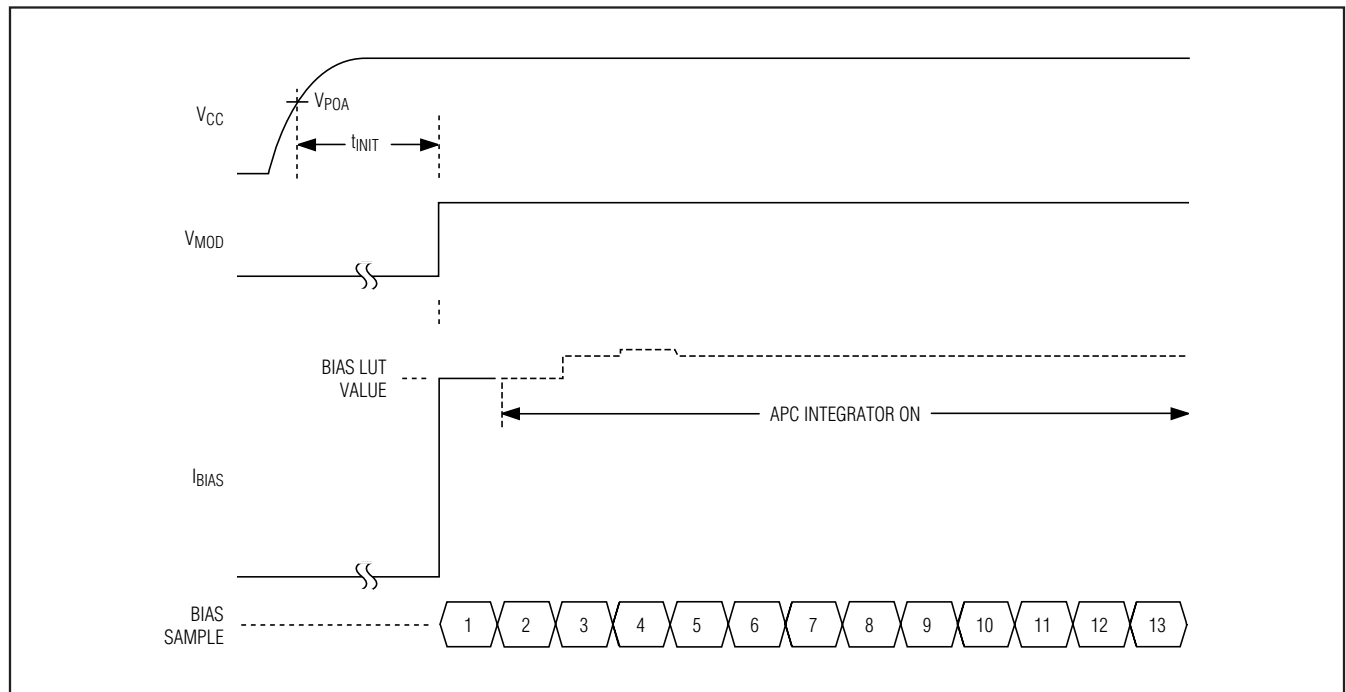 VCC
VPOA
tINIT
VMOD
BIAS LUT
VALUE
APC INTEGRATOR ON
IBIAS
BIAS
SAMPLE
1 2 3 4 5 6 7 8 9 10 11 12 13